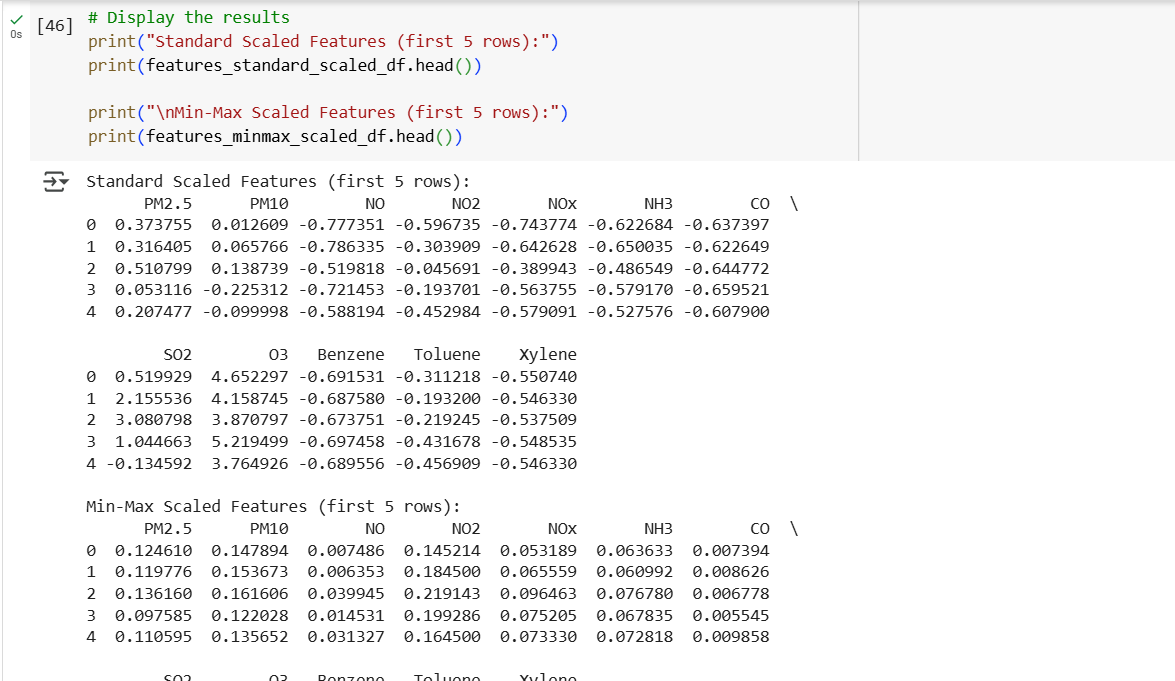 [46]
0s
# Display the results
print("Standard Scaled Features (first 5 rows):")
print(features_standard_scaled_df.head())
print("\nMin-Max Scaled Features (first 5 rows):")
print(features_minmax_scaled_df.head())
Standard Scaled Features (first 5 rows):
PM2.5 PM10 NO NO2 NOx NH3 CO \
0 0.373755 0.012609 -0.777351 -0.596735 -0.743774 -0.622684 -0.637397
1 0.316405 0.065766 -0.786335 -0.303909 -0.642628 -0.650035 -0.622649
2 0.510799 0.138739 -0.519818 -0.045691 -0.389943 -0.486549 -0.644772
3 0.053116 -0.225312 -0.721453 -0.193701 -0.563755 -0.579170 -0.659521
4 0.207477 -0.099998 -0.588194 -0.452984 -0.579091 -0.527576 -0.607900
SO2 O3 Benzene Toluene Xylene
0 0.519929 4.652297 -0.691531 -0.311218 -0.550740
1 2.155536 4.158745 -0.687580 -0.193200 -0.546330
2 3.080798 3.870797 -0.673751 -0.219245 -0.537509
3 1.044663 5.219499 -0.697458 -0.431678 -0.548535
4 -0.134592 3.764926 -0.689556 -0.456909 -0.546330
Min-Max Scaled Features (first 5 rows):
PM2.5 PM10 NO NO2 NOx NH3 CO \
0 0.124610 0.147894 0.007486 0.145214 0.053189 0.063633 0.007394
1 0.119776 0.153673 0.006353 0.184500 0.065559 0.060992 0.008626
2 0.136160 0.161606 0.039945 0.219143 0.096463 0.076780 0.006778
3 0.097585 0.122028 0.014531 0.199286 0.075205 0.067835 0.005545
4 0.110595 0.135652 0.031327 0.164500 0.073330 0.072818 0.009858
SO2 O3 Benzene Toluene Xylene